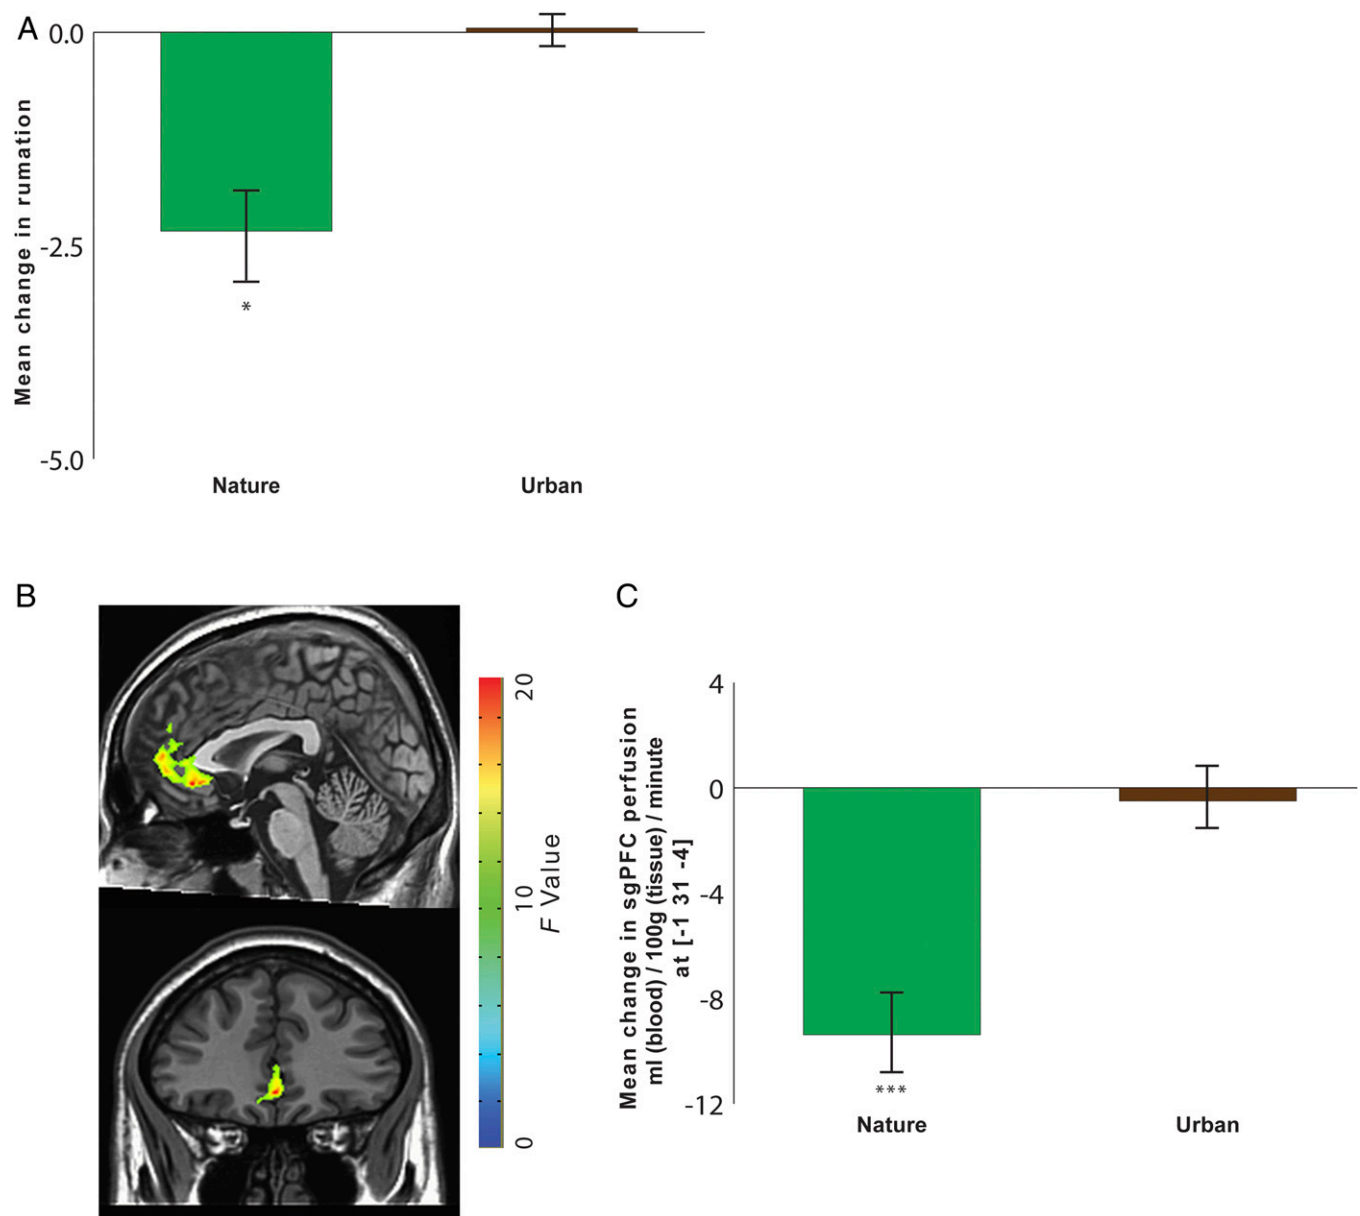 A
0.0
-2.5
-5.0
Mean change in rumation
*
Nature
Urban
B
20
10
0
F Value
C
Mean change in sgPFC perfusion
ml (blood) / 100g (tissue) / minute
at [-1 31 -4]
4
0
-4
-8
-12
***
Nature
Urban